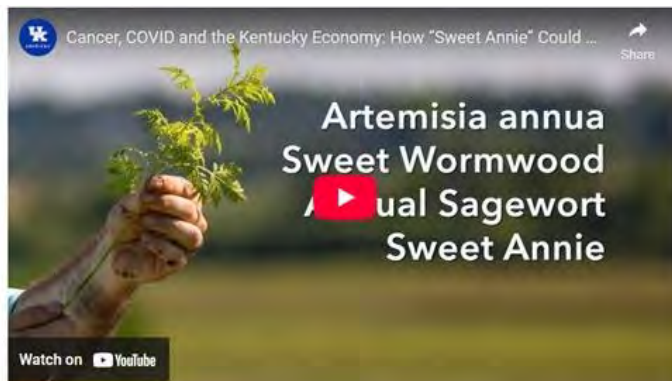 UK
Cancer, COVID and the Kentucky Economy: How “Sweet Annie” Could ...
Share
Artemisia annua
Sweet Wormwood
A ual Sagewort
Sweet Annie
Watch on YouTube